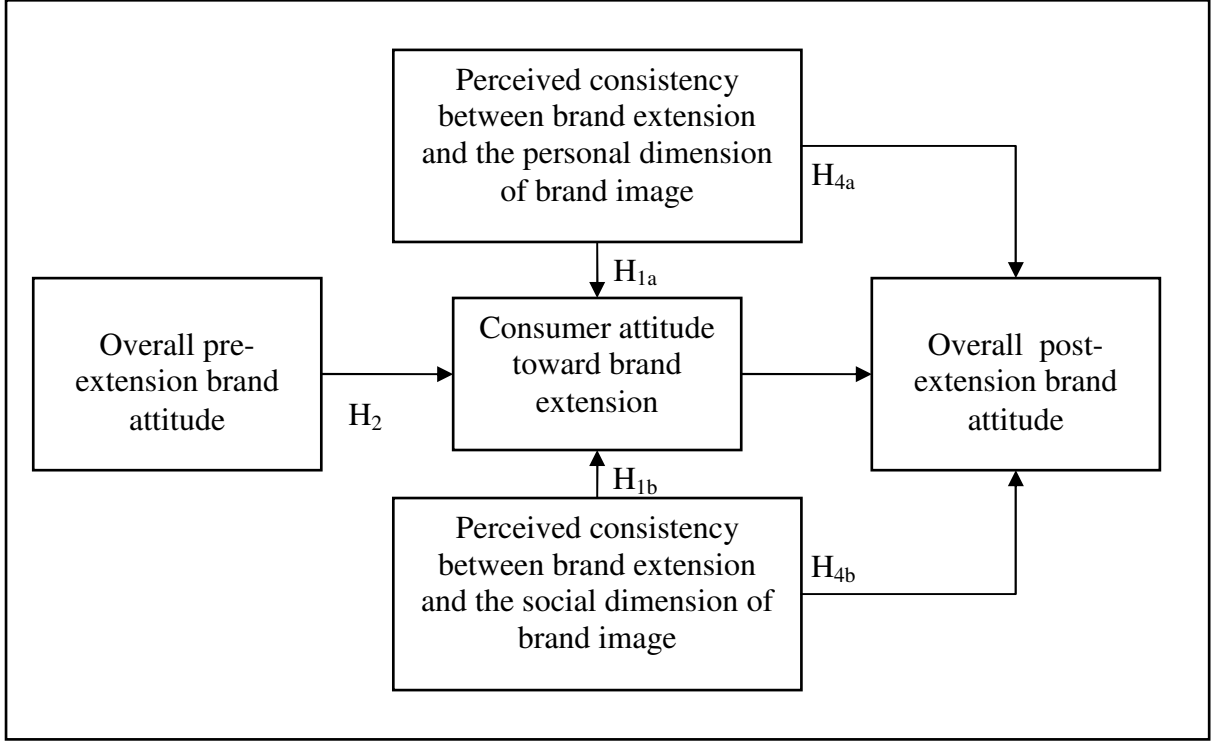 Perceived consistency
between brand extension
and the personal dimension
of brand image
H4a
H1a
Overall pre-
extension brand
attitude
H2
Consumer attitude
toward brand
extension
Overall post-
extension brand
attitude
H1b
Perceived consistency
between brand extension
and the social dimension of
brand image
H4b